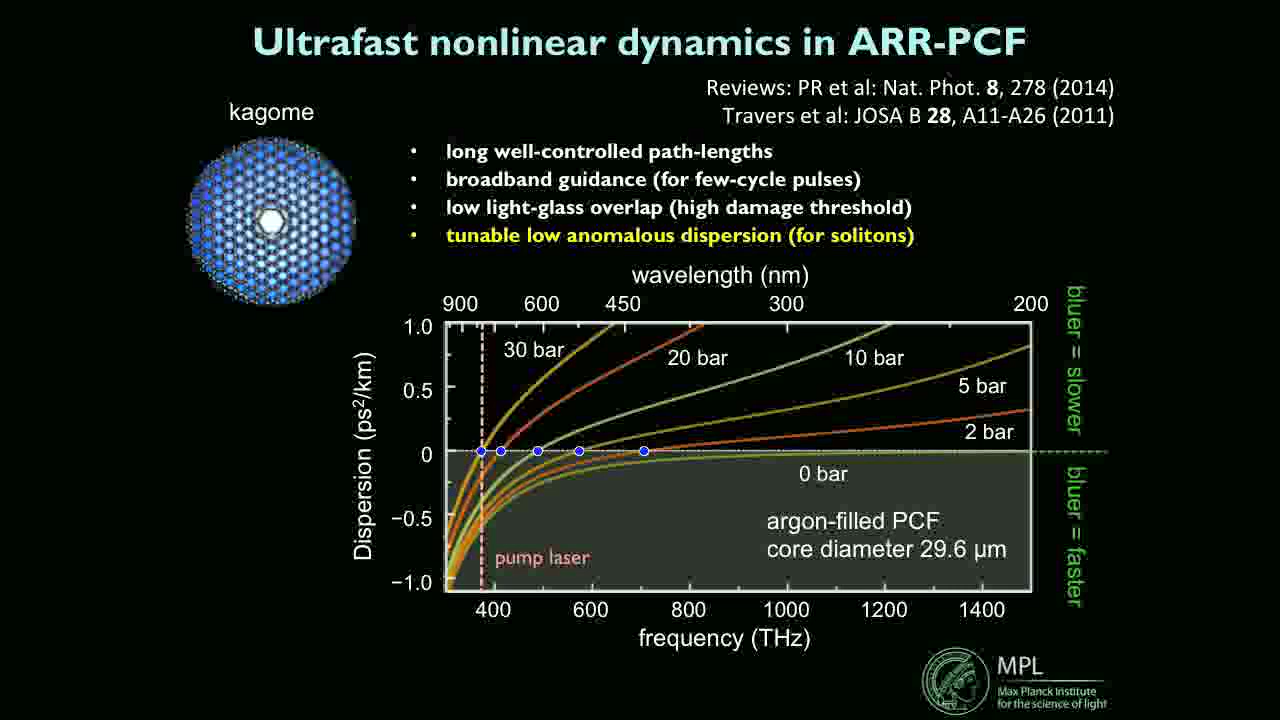 Ultrafast nonlinear dynamics in ARR-PCF
Reviews: PR et al: Nat. Phot. 8, 278 (2014)
Travers et al: JOSA B 28, A11-A26 (2011)
kagome
• long well-controlled path-lengths
• broadband guidance (for few-cycle pulses)
• low light-glass overlap (high damage threshold)
• tunable low anomalous dispersion (for solitons)
wavelength (nm)
900 600 450 300 200
1.0
0.5
0
−0.5
−1.0
Dispersion (ps²/km)
30 bar
20 bar
10 bar
5 bar
2 bar
0 bar
argon-filled PCF
core diameter 29.6 µm
pump laser
bluer = slower
bluer = faster
400 600 800 1000 1200 1400
frequency (THz)
MPL
Max Planck Institute
for the science of light